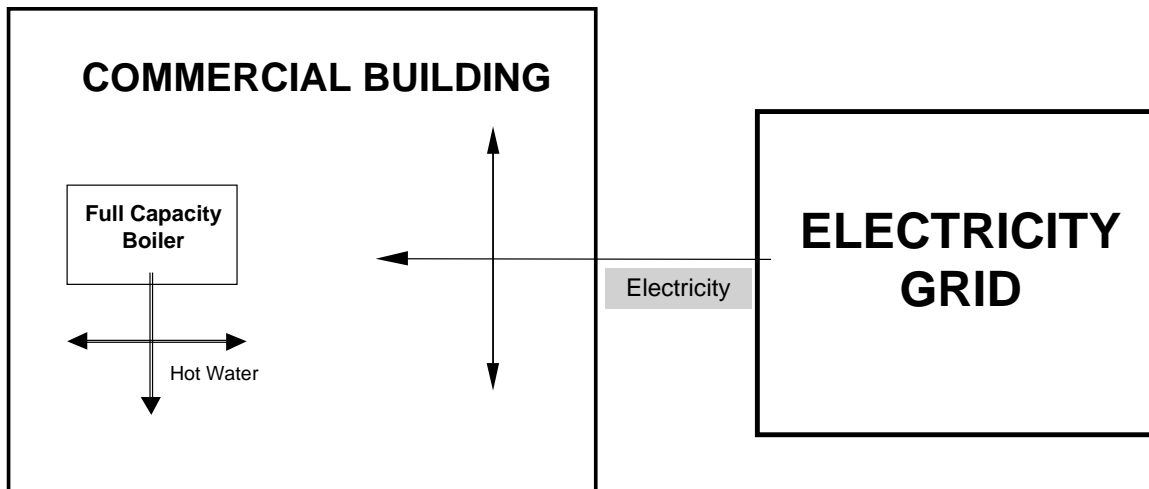 COMMERCIAL BUILDING
Full Capacity
Boiler
Hot Water
Electricity
ELECTRICITY
GRID